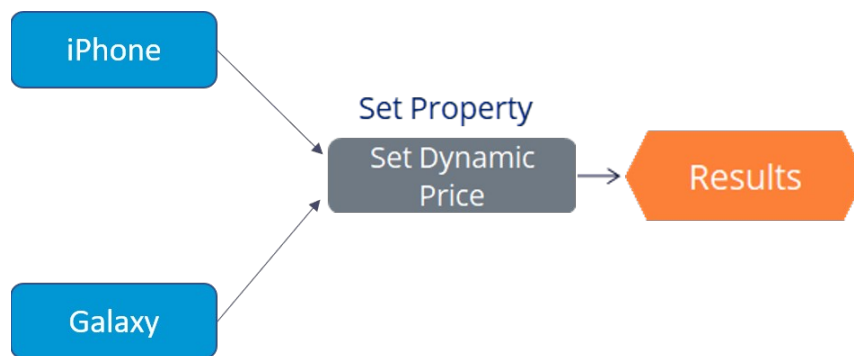 iPhone
Set Property
Set Dynamic
Price
Results
Galaxy